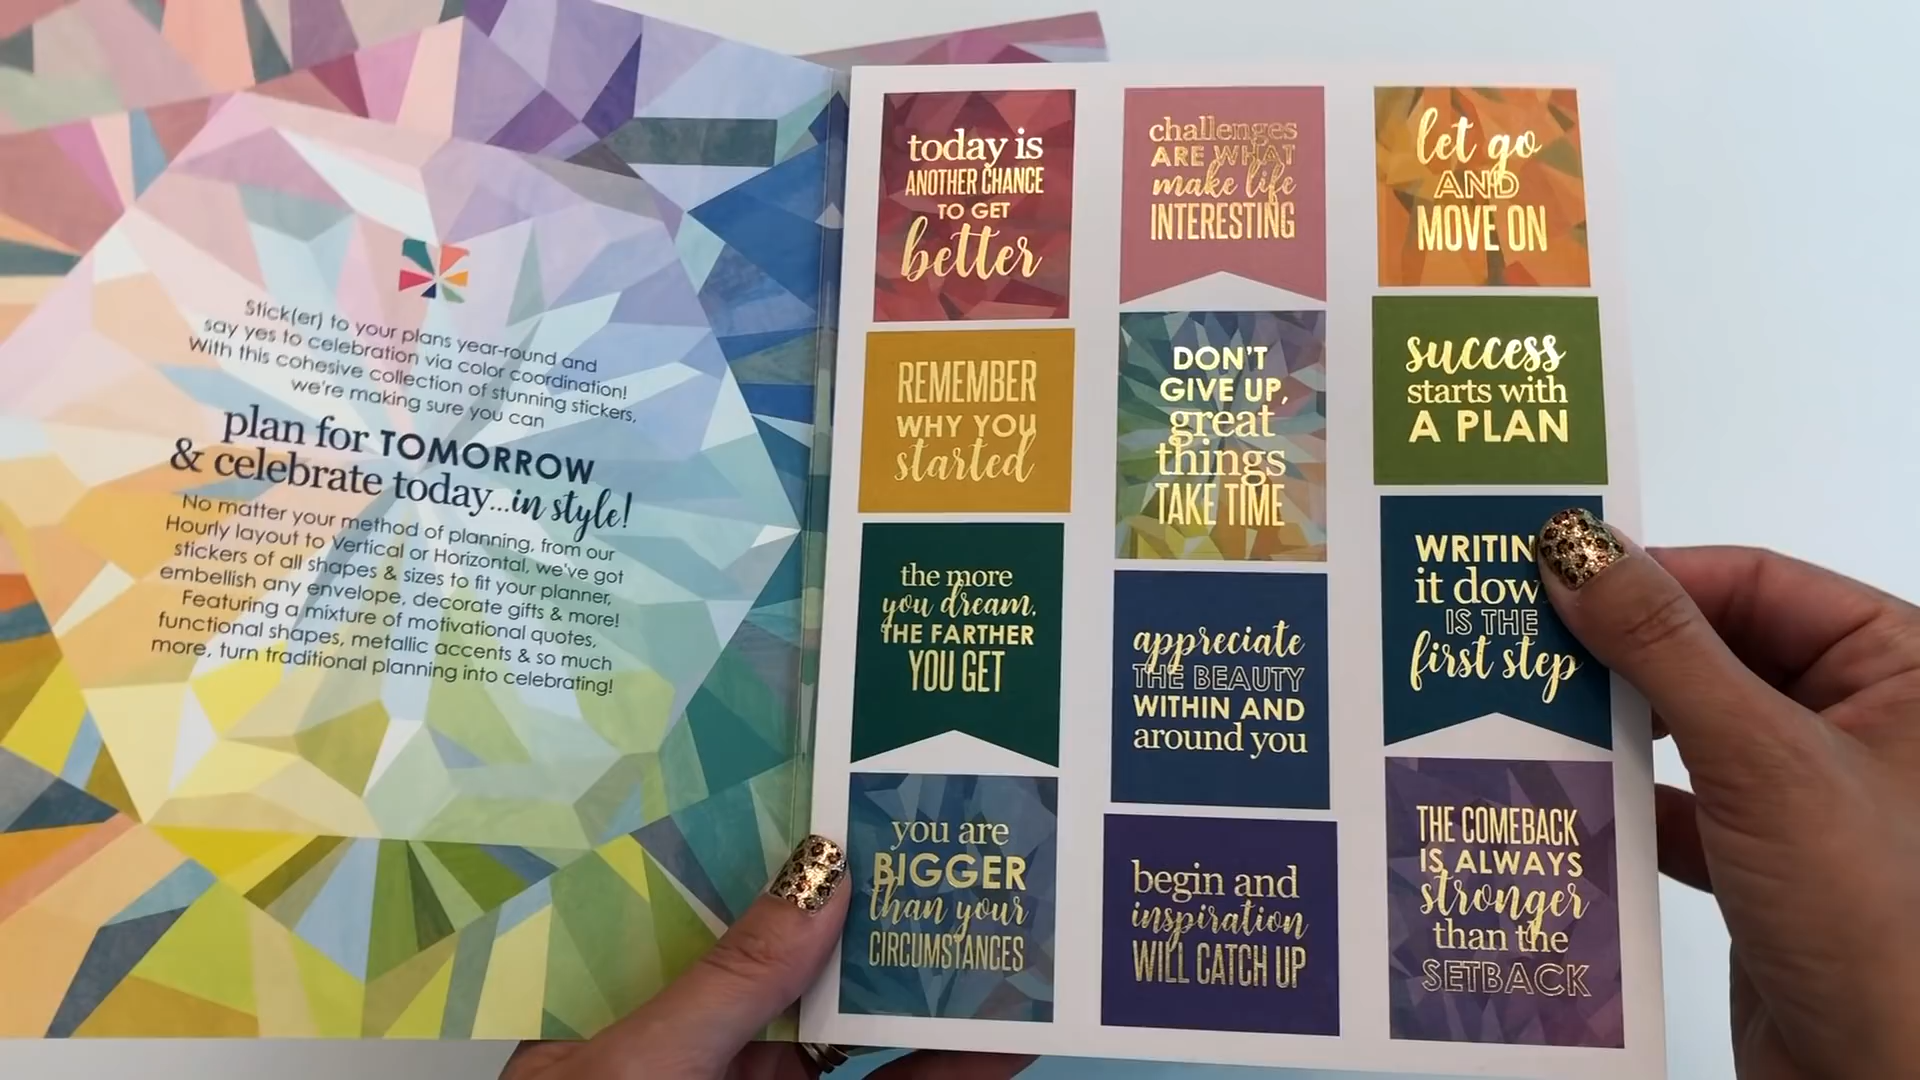 Stick(er) to your plans year-round and
say yes to celebration via color coordination!
With this cohesive collection of stunning stickers,
we're making sure you can
plan for TOMORROW
& celebrate today...in style!
No matter your method of planning, from our
Hourly layout to Vertical or Horizontal, we've got
stickers of all shapes & sizes to fit your planner,
embellish any envelope, decorate gifts & more!
Featuring a mixture of motivational quotes,
functional shapes, metallic accents & so much
more, turn traditional planning into celebrating!
today is
ANOTHER CHANCE
TO GET
better
REMEMBER
WHY YOU
started
the more
you dream,
THE FARTHER
YOU GET
you are
BIGGER
than your
CIRCUMSTANCES
challenges
ARE WHAT
make life
INTERESTING
DON'T
GIVE UP,
great
things
TAKE TIME
appreciate
THE BEAUTY
WITHIN AND
around you
begin and
inspiration
WILL CATCH UP
let go
AND
MOVE ON
success
starts with
A PLAN
WRITIN
it dow
IS THE
first step
THE COMEBACK
IS ALWAYS
stronger
than the
SETBACK